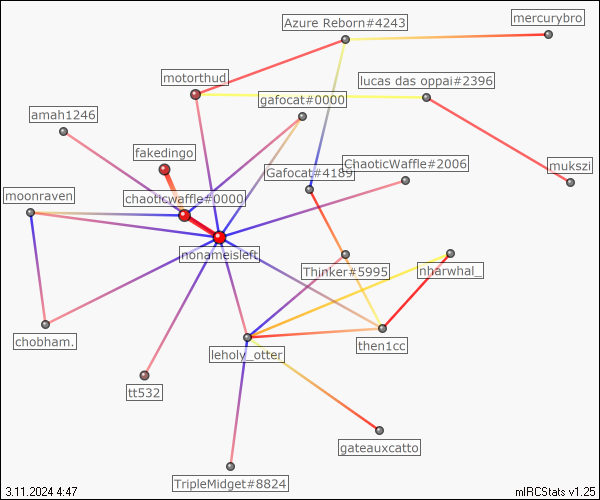 mercurybro
Azure Reborn#4243
motorthud
lucas das oppai#2396
gafocat#0000
amah1246
fakedingo
ChaoticWaffle#2006
Gafocat#4189
mukszi
moonraven
chaoticwaffle#0000
nonameisleft
Thinker#5995
nharwhal_
chobham.
leholy_otter
then1cc
tt532
gateauxcatto
TripleMidget#8824
3.11.2024 4:47
mIRCStats v1.25